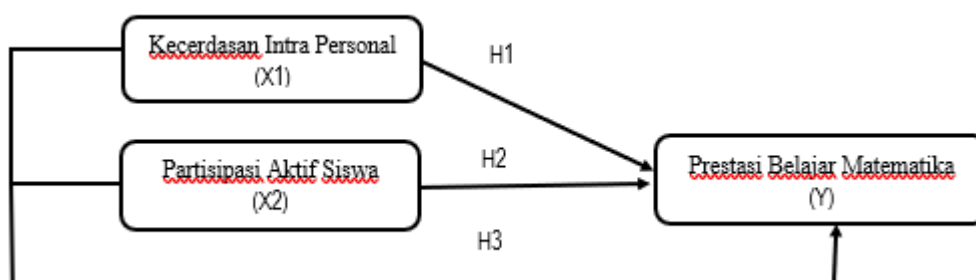 Kecerdasan Intra Personal
(X1)
H1
Partisipasi Aktif Siswa
(X2)
H2
Prestasi Belajar Matematika
(Y)
H3